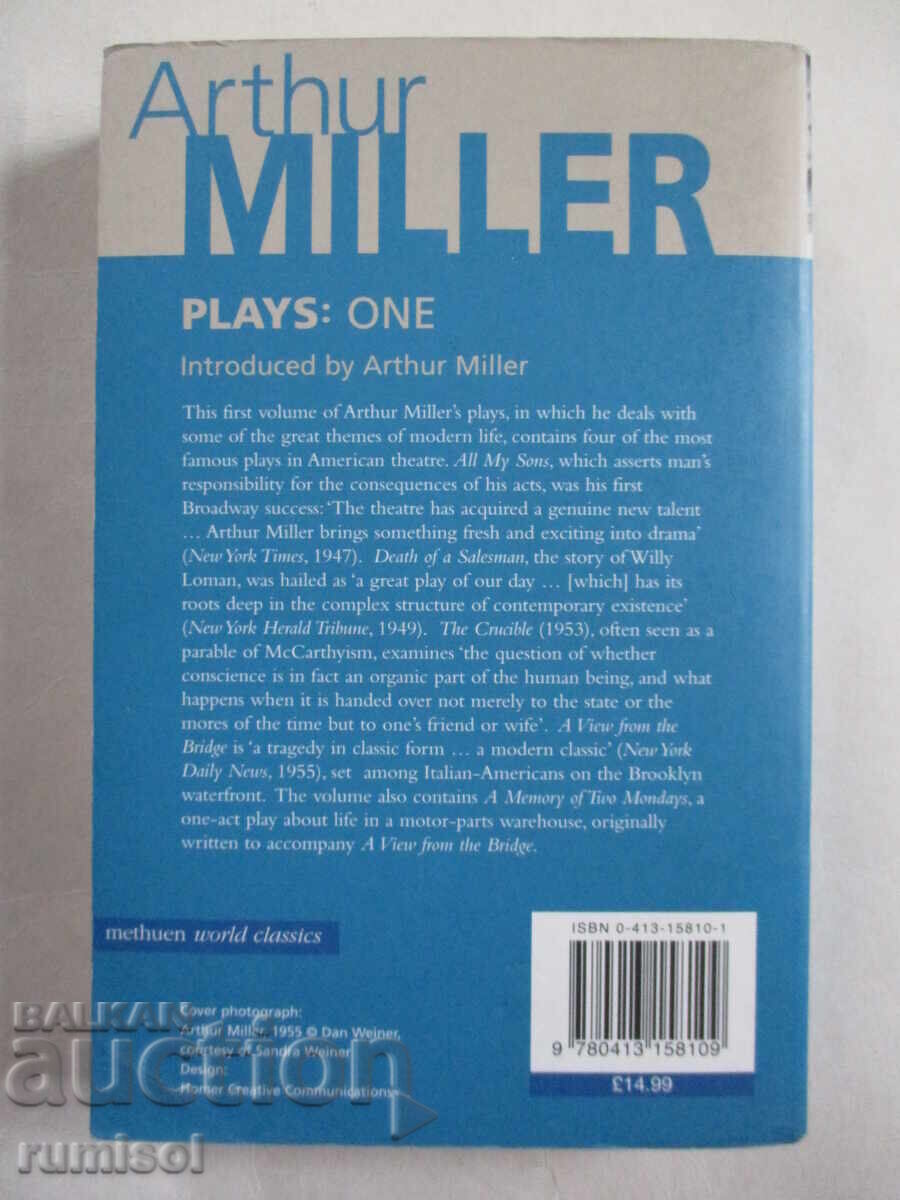 Arthur
MILLER
PLAYS: ONE
Introduced by Arthur Miller
This first volume of Arthur Miller's plays, in which he deals with
some of the great themes of modern life, contains four of the most
famous plays in American theatre. All My Sons, which asserts man's
responsibility for the consequences of his acts, was his first
Broadway success: 'The theatre has acquired a genuine new talent
... Arthur Miller brings something fresh and exciting into drama'
(New York Times, 1947). Death of a Salesman, the story of Willy
Loman, was hailed as 'a great play of our day ... [which] has its
roots deep in the complex structure of contemporary existence'
(New York Herald Tribune, 1949). The Crucible (1953), often seen as a
parable of McCarthyism, examines 'the question of whether
conscience is in fact an organic part of the human being, and what
happens when it is handed over not merely to the state or the
mores of the time but to one's friend or wife'. A View from the
Bridge is 'a tragedy in classic form ... a modern classic' (New York
Daily News, 1955), set among Italian-Americans on the Brooklyn
waterfront. The volume also contains A Memory of Two Mondays, a
one-act play about life in a motor-parts warehouse, originally
written to accompany A View from the Bridge.
methuen world classics
ISBN 0-413-15810-1
9 780413 158109
£14.99
Cover photograph:
Arthur Miller, 1955 © Dan Weiner,
courtesy of Sandra Weiner
Design:
Homer Creative Communications
BALKAN
auction
rumisol